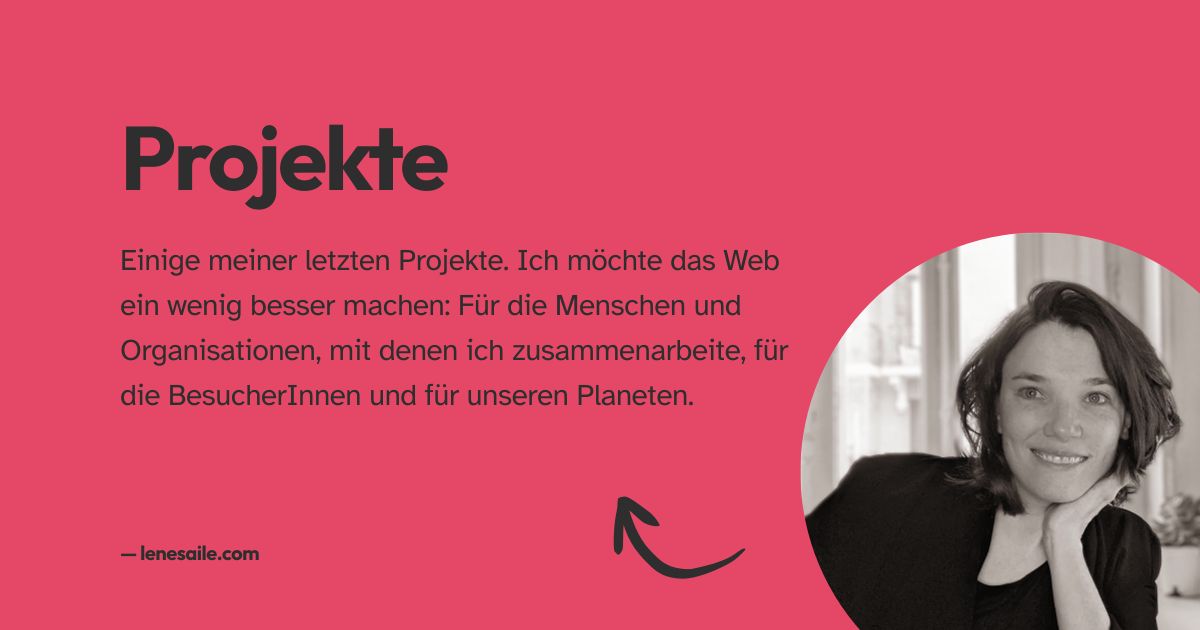 Projekte
Einige meiner letzten Projekte. Ich möchte das Web
ein wenig besser machen: Für die Menschen und
Organisationen, mit denen ich zusammenarbeite, für
die BesucherInnen und für unseren Planeten.
— lenesaile.com